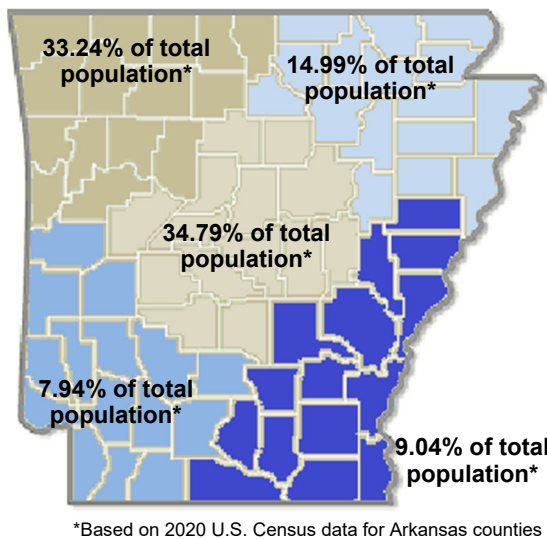 33.24% of total
population*
14.99% of total
population*
34.79% of total
population*
7.94% of total
population*
9.04% of total
population*
*Based on 2020 U.S. Census data for Arkansas counties